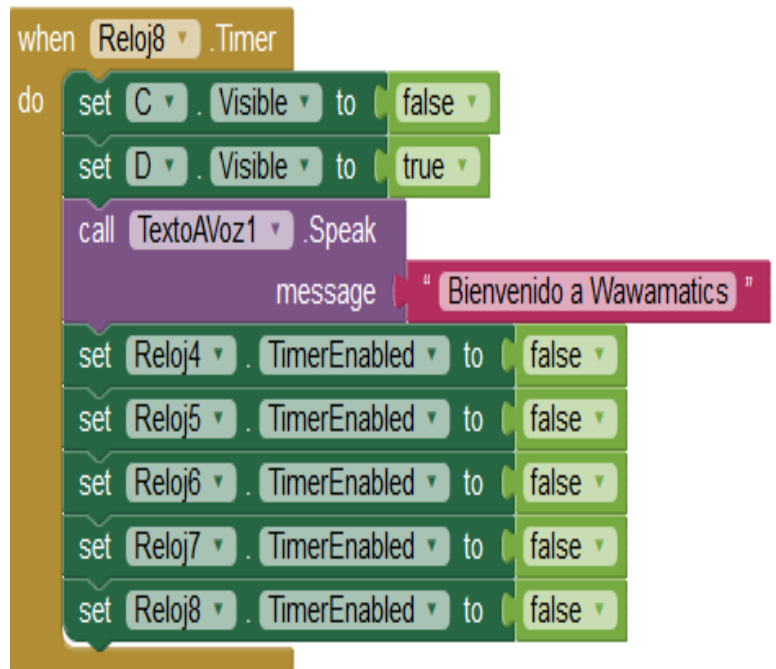 when Reloj8 .Timer
do set C . Visible to false
set D . Visible to true
call TextoAVoz1 .Speak
message “ Bienvenido a Wawamatics ”
set Reloj4 . TimerEnabled to false
set Reloj5 . TimerEnabled to false
set Reloj6 . TimerEnabled to false
set Reloj7 . TimerEnabled to false
set Reloj8 . TimerEnabled to false